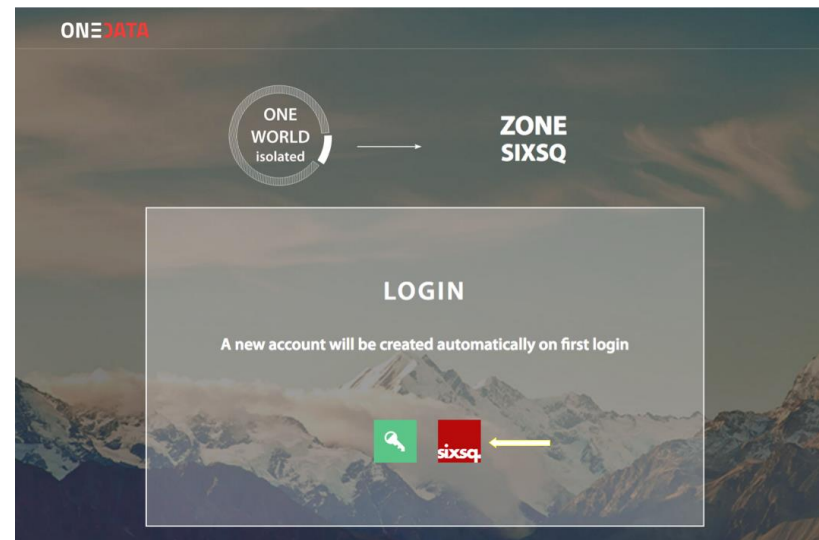 ONEDATA
ONE
WORLD
isolated
ZONE
SIXSQ
LOGIN
A new account will be created automatically on first login
sixsq.